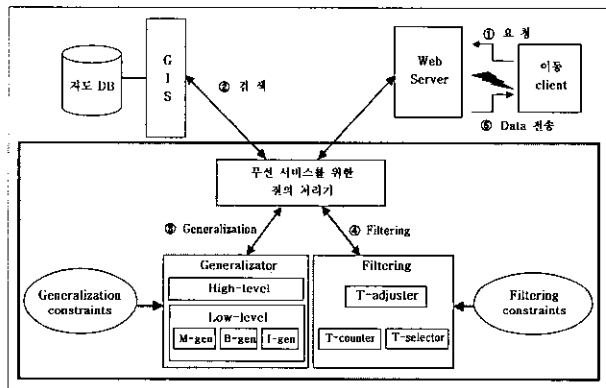 지도 DB
G
I
S
② 검 색
Web
Server
① 요 청
이동
client
⑤ Data 전송
무선 서비스를 위한
질의 처리기
③ Generalization
④ Filtering
Generalizator
High-level
Low-level
M-gen B-gen I-gen
Filtering
T-adjuster
T-counter T-selector
Generalization
constraints
Filtering
constraints